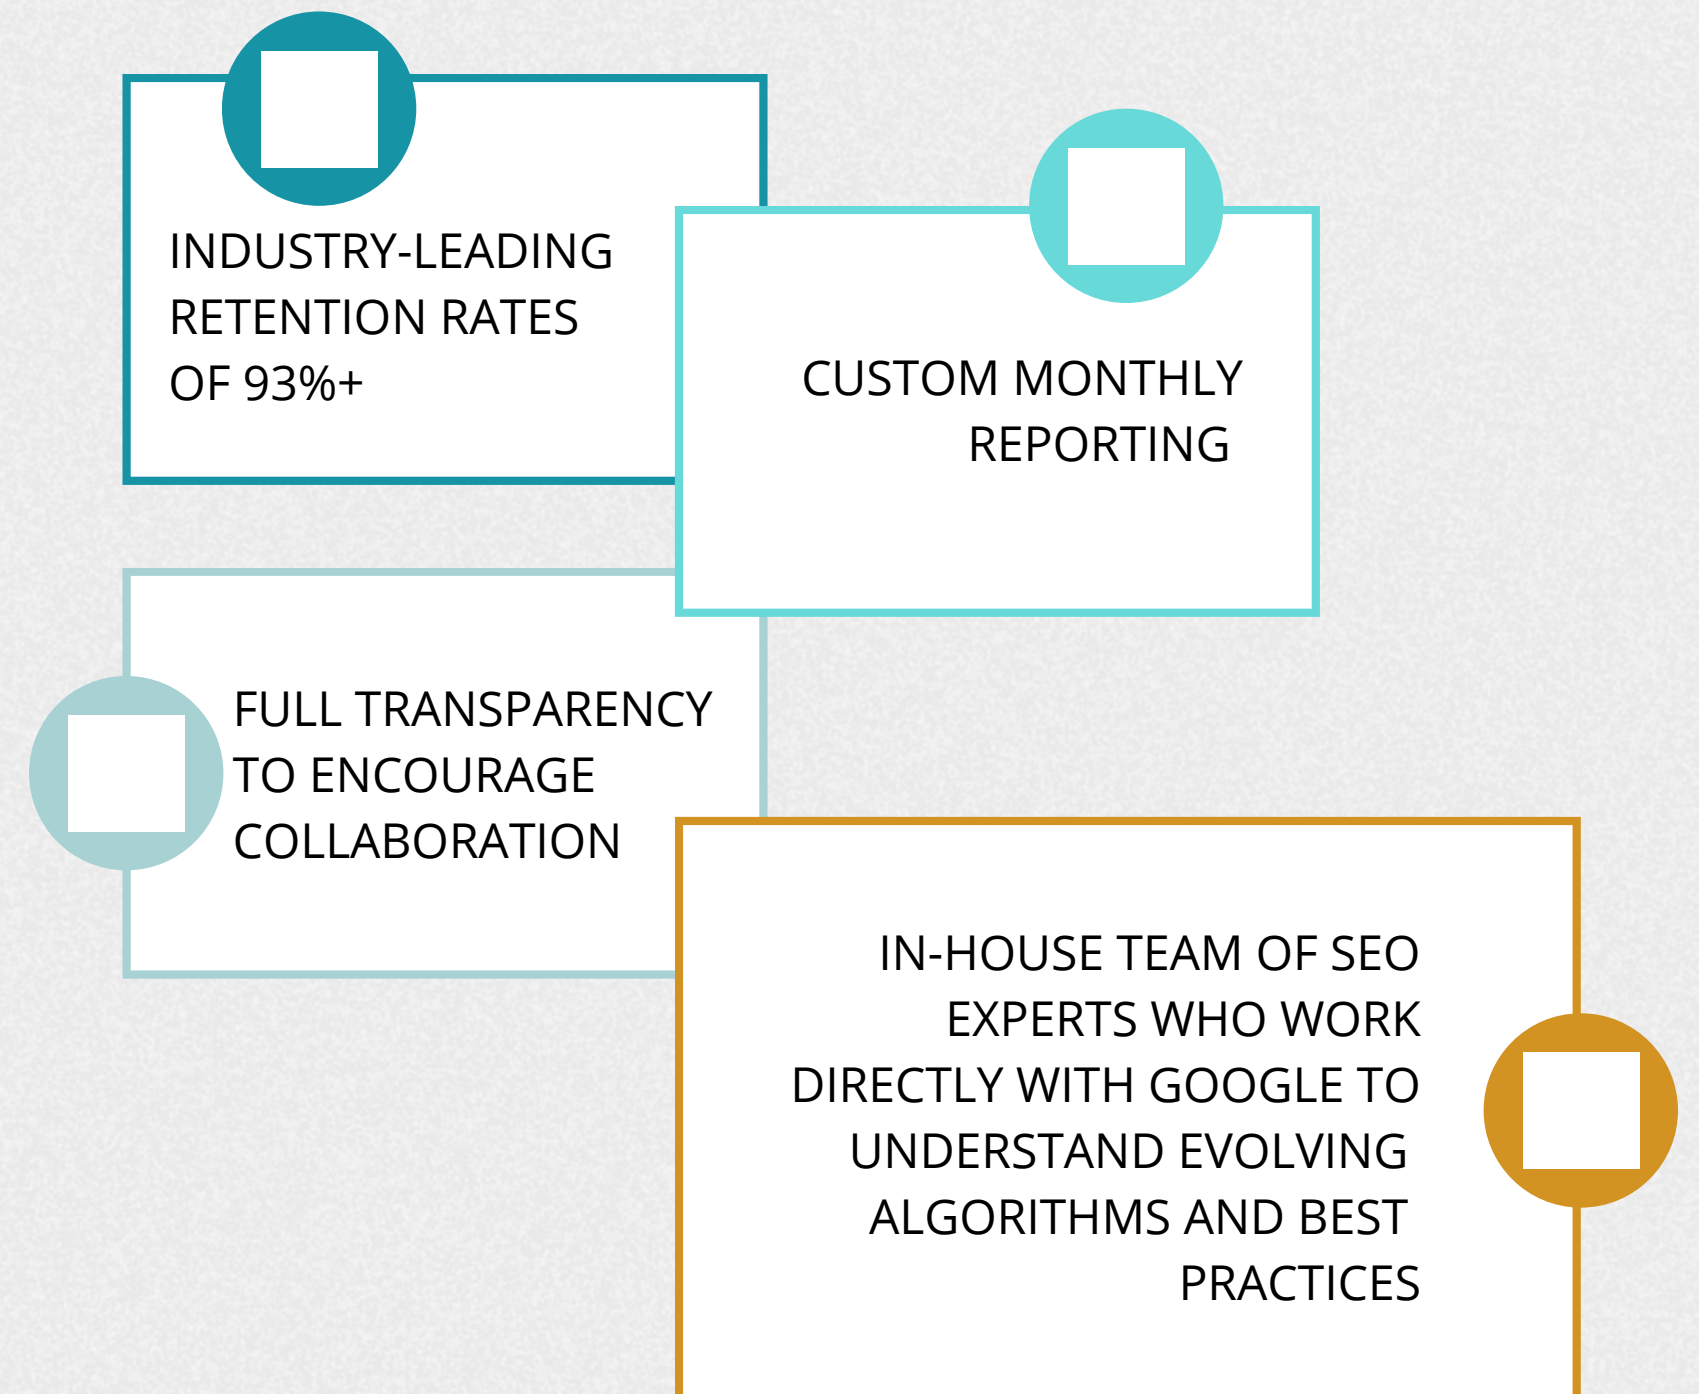 INDUSTRY-LEADING
RETENTION RATES
OF 93%+
CUSTOM MONTHLY
REPORTING
FULL TRANSPARENCY
TO ENCOURAGE
COLLABORATION
IN-HOUSE TEAM OF SEO
EXPERTS WHO WORK
DIRECTLY WITH GOOGLE TO
UNDERSTAND EVOLVING
ALGORITHMS AND BEST
PRACTICES